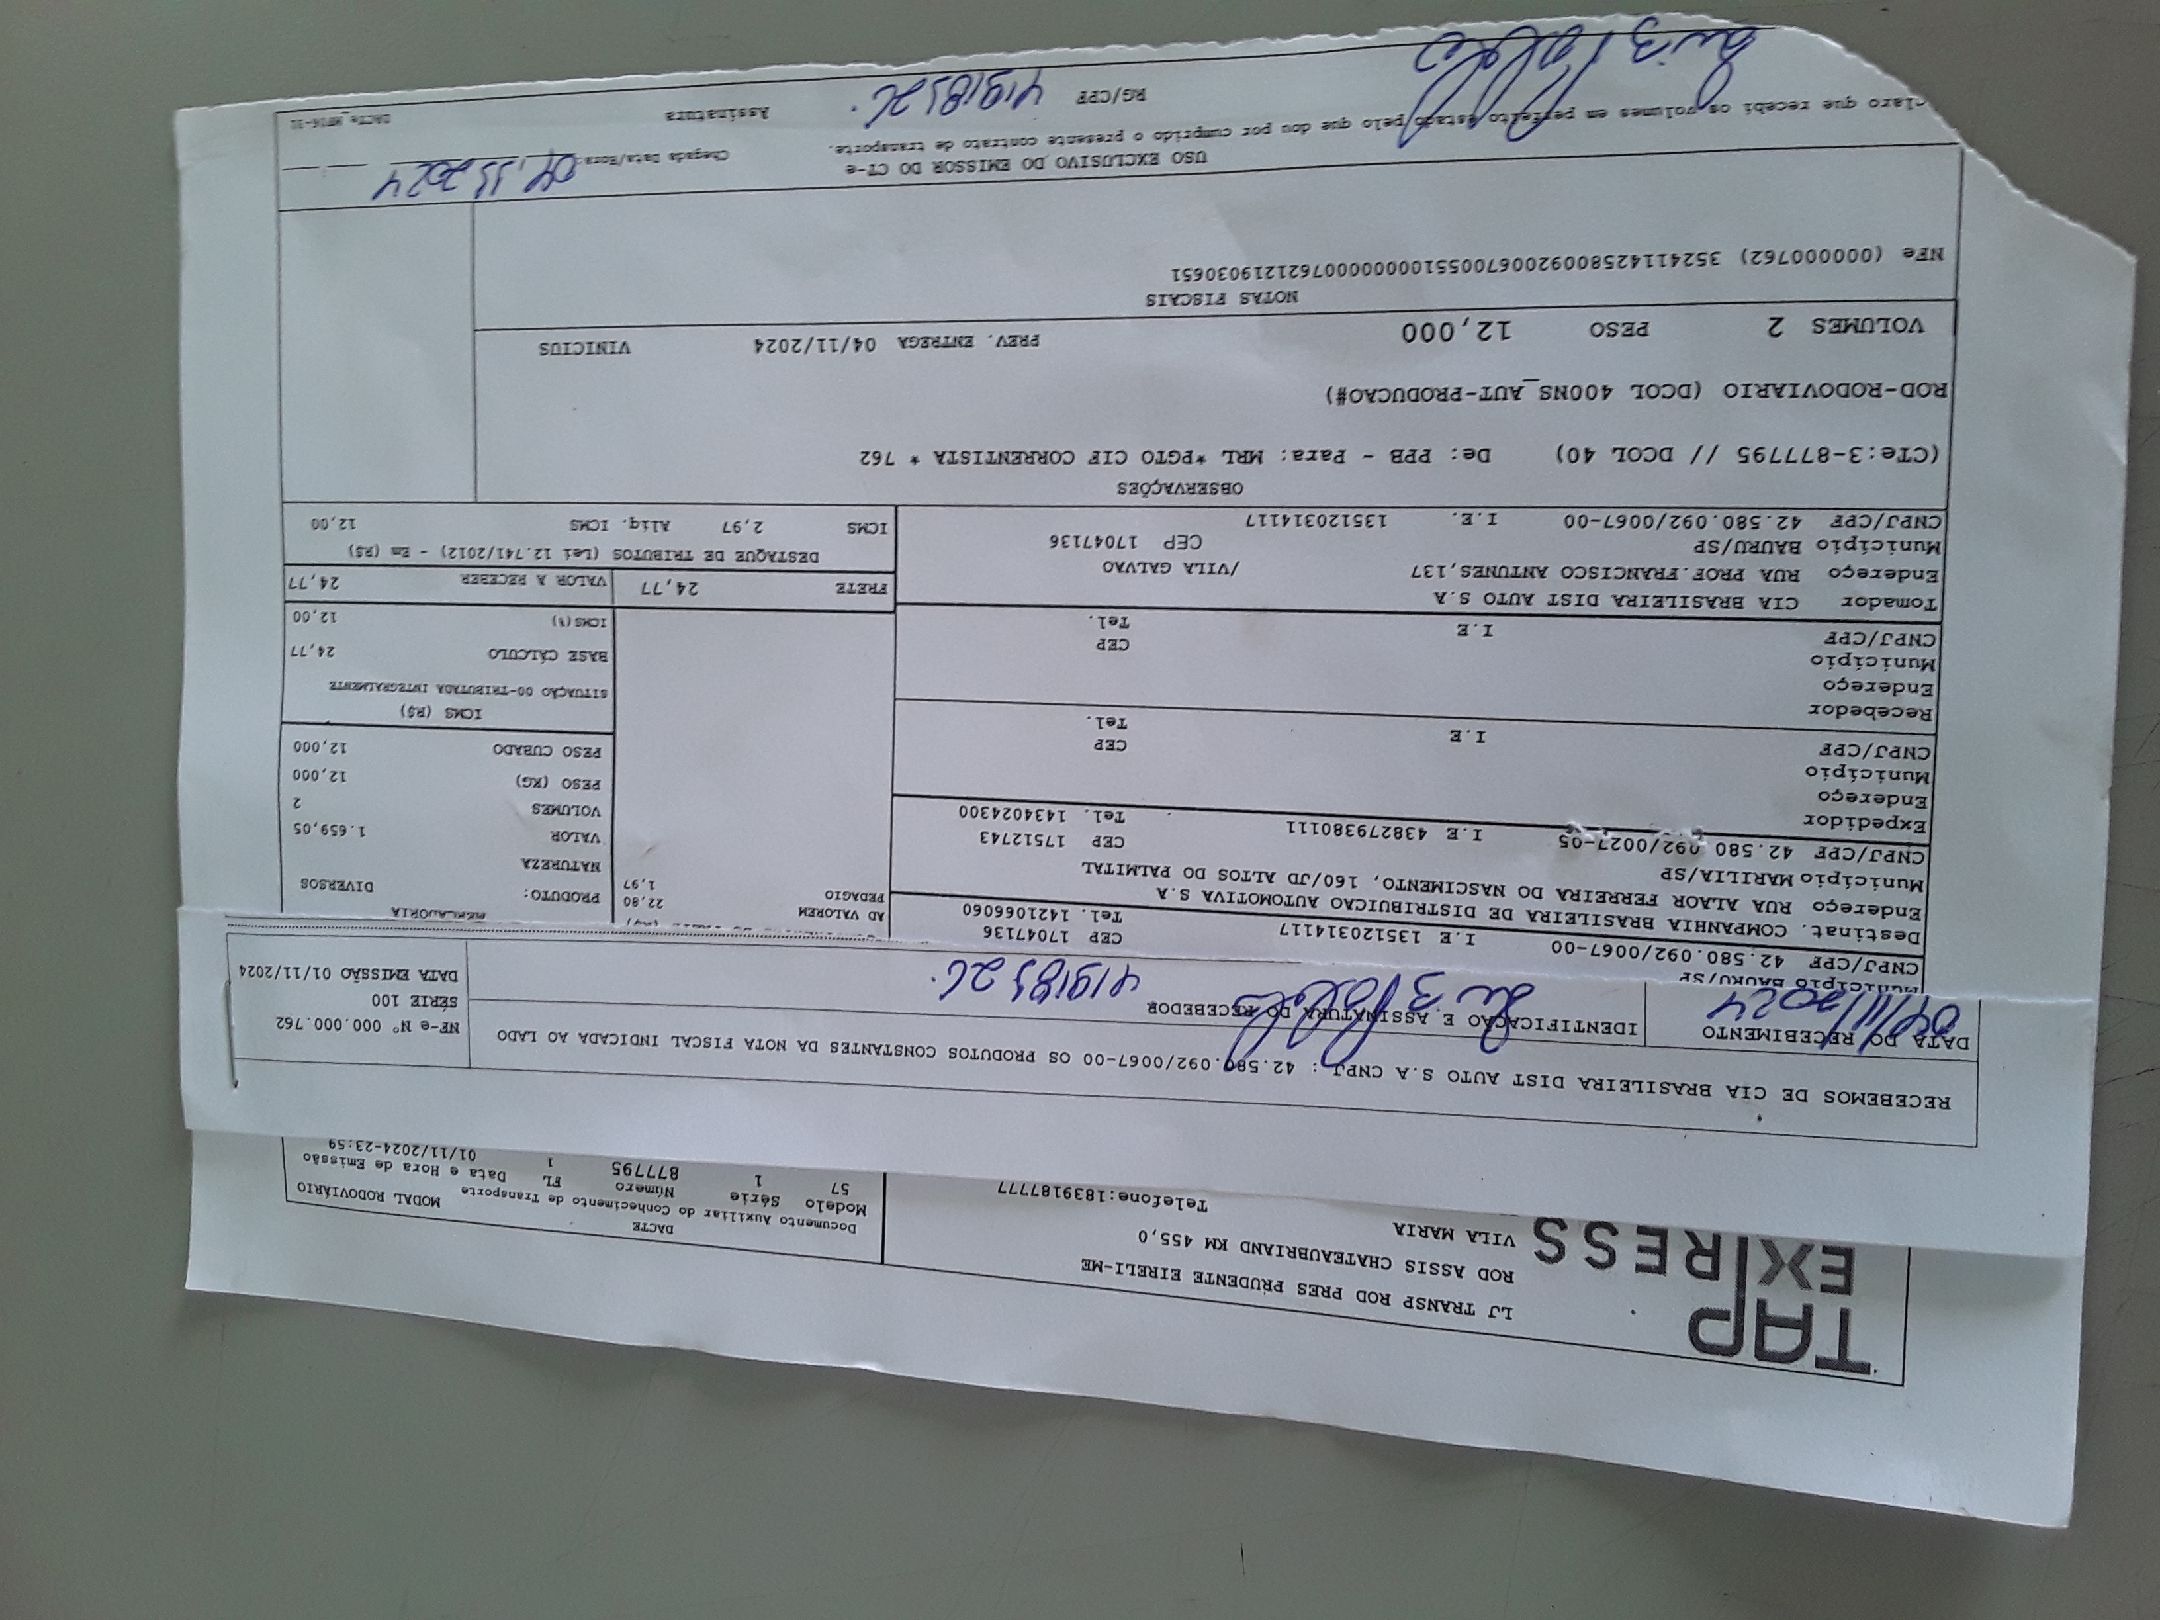 TAP
EXPRESS
LJ TRANSP ROD PRES PRUDENTE EIRELI-ME
ROD ASSIS CHATEAUBRIAND KM 455,0
VILA MARIA
Telefone:1839187777
DACTE
Documento Auxiliar do Conhecimento de Transporte
MODAL RODOVIÁRIO
Modelo Série Número FL Data e Hora de Emissão
57 1 877795 1 01/11/2024-23:59
RECEBEMOS DE CIA BRASILEIRA DIST AUTO S.A CNPJ : 42.580.092/0067-00 OS PRODUTOS CONSTANTES DA NOTA FISCAL INDICADA AO LADO
DATA DO RECEBIMENTO
04/11/2024
IDENTIFICAÇÃO E ASSINATURA DO RECEBEDOR
NF-e Nº 000.000.762
SÉRIE 100
DATA EMISSÃO 01/11/2024
Município BAURU/SP
CNPJ/CPF 42.580.092/0067-00 I.E 135120314117
CEP 17047136
Tel. 1421066060
Destinat. COMPANHIA BRASILEIRA DE DISTRIBUICAO AUTOMOTIVA S.A
Endereço RUA ALAOR FERREIRA DO NASCIMENTO, 160/JD ALTOS DO PALMITAL
Município MARILIA/SP CEP 17512743
CNPJ/CPF 42.580.092/0027-05 I.E 438279380111 Tel. 1434024300
Expedidor
Endereço
Município CEP
CNPJ/CPF I.E Tel.
Recebedor
Endereço
Município CEP
CNPJ/CPF I.E Tel.
Tomador CIA BRASILEIRA DIST AUTO S.A
Endereço RUA PROF.FRANCISCO ANTUNES,137 /VILA GALVAO
Município BAURU/SP CEP 17047136
CNPJ/CPF 42.580.092/0067-00 I.E. 135120314117
AD VALOREM 22,80
PEDAGIO 1,97
MERCADORIA
PRODUTO: DIVERSOS
NATUREZA
VALOR 1.659,05
VOLUMES 2
PESO (KG) 12,000
PESO CUBADO 12,000
ICMS (R$)
SITUAÇÃO 00-TRIBUTADA INTEGRALMENTE
BASE CÁLCULO 24,77
ICMS(%) 12,00
FRETE 24,77 VALOR A RECEBER 24,77
DESTAQUE DE TRIBUTOS (Lei 12.741/2012) - Em (R$)
ICMS 2,97 Aliq. ICMS 12,00
OBSERVAÇÕES
(CTe:3-877795 // DCOL 40) De: PPB - Para: MRL *PGTO CIF CORRENTISTA * 762
ROD-RODOVIARIO (DCOL 400NS_AUT-PRODUCAO#)
VOLUMES 2 PESO 12,000 PREV. ENTREGA 04/11/2024 VINICIUS
NOTAS FISCAIS
NFe (000000762) 35241142580092006700551000000007621219030651
USO EXCLUSIVO DO EMISSOR DO CT-e
claro que recebi os volumes em perfeito estado pelo que dou por cumprido o presente contrato de transporte.
Chegada Data/Hora:
RG/CPF
Assinatura